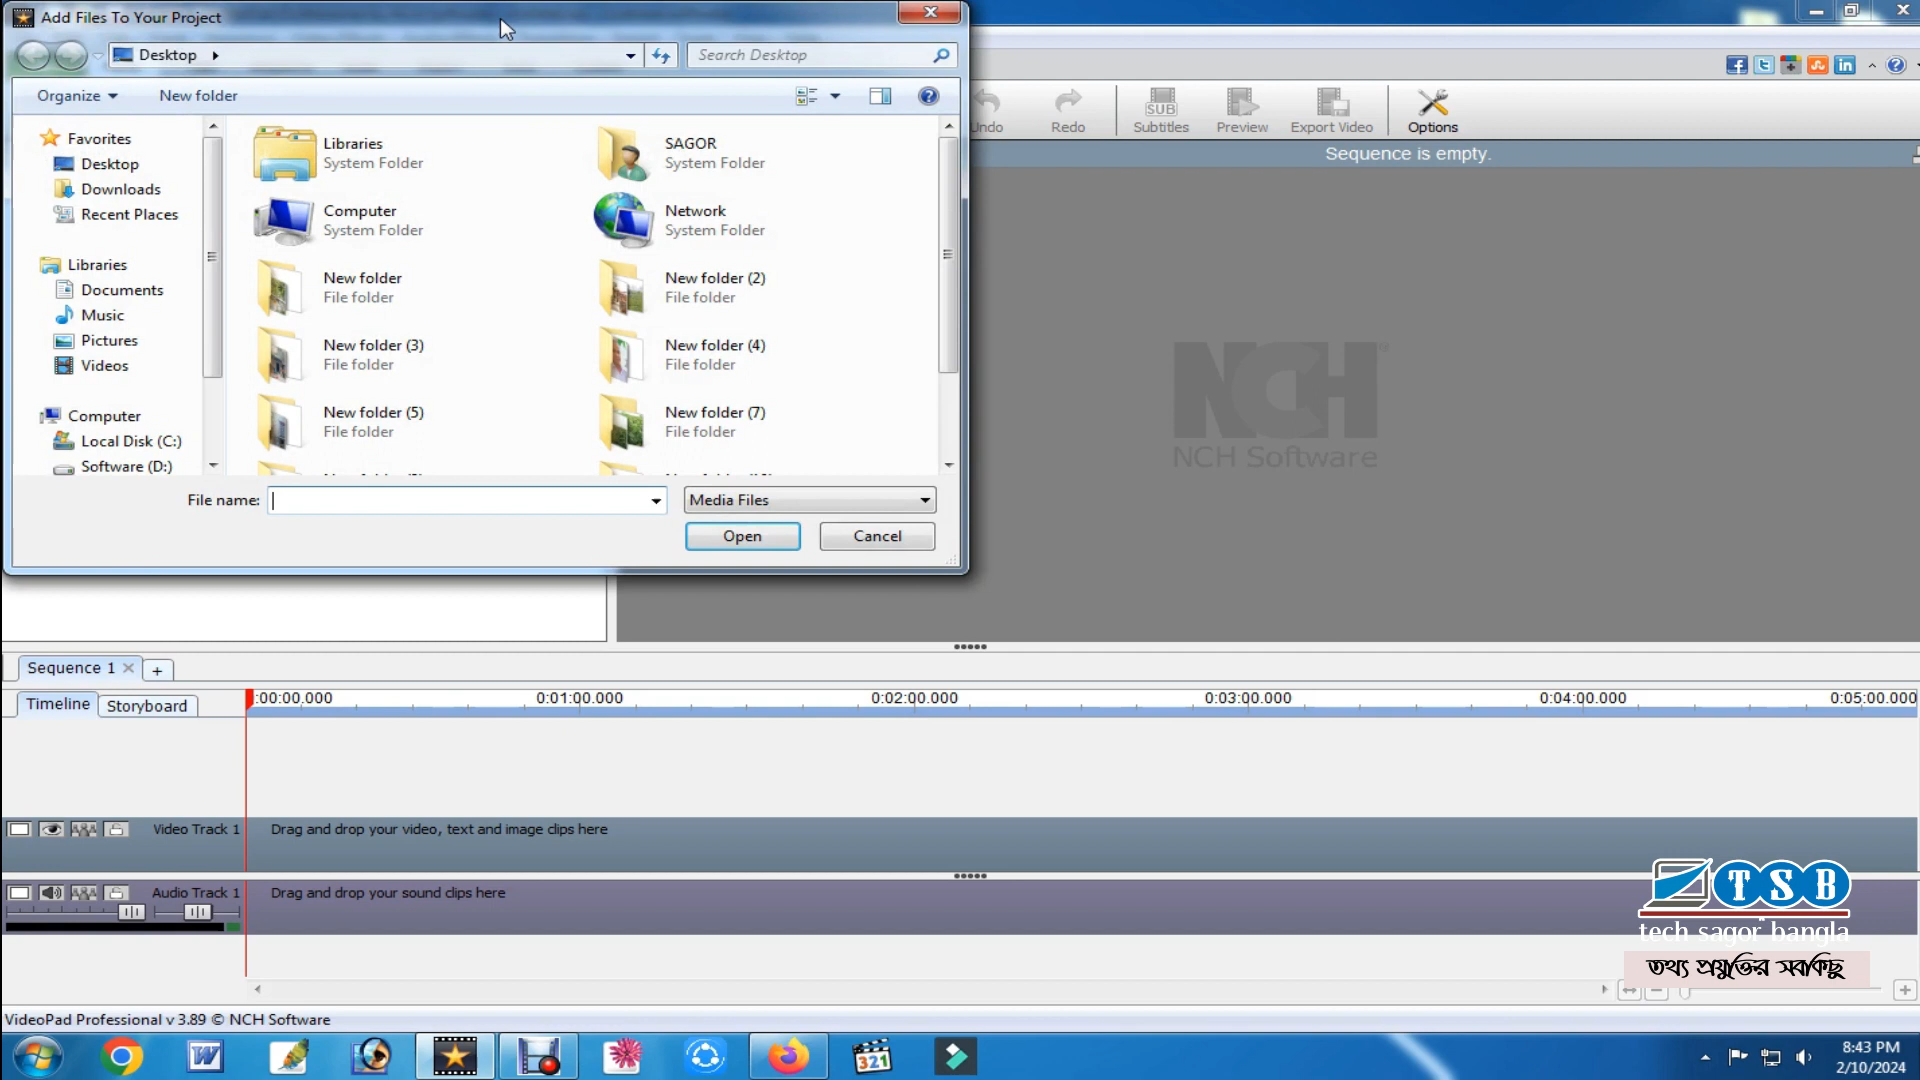 Add Files To Your Project
Desktop
Search Desktop
Organize
New folder
Favorites
Desktop
Downloads
Recent Places
Libraries
Documents
Music
Pictures
Videos
Computer
Local Disk (C:)
Software (D:)
Libraries
System Folder
SAGOR
System Folder
Computer
System Folder
Network
System Folder
New folder
File folder
New folder (2)
File folder
New folder (3)
File folder
New folder (4)
File folder
New folder (5)
File folder
New folder (7)
File folder
File name:
Media Files
Open
Cancel
Undo
Redo
SUB
Subtitles
Preview
Export Video
Options
Sequence is empty.
NCH
NCH Software
Sequence 1
Timeline
Storyboard
:00:00.000
0:01:00.000
0:02:00.000
0:03:00.000
0:04:00.000
0:05:00.000
Video Track 1
Drag and drop your video, text and image clips here
Audio Track 1
Drag and drop your sound clips here
TSB
tech sagor bangla
তথ্য প্রযুক্তির সবকিছু
VideoPad Professional v 3.89 © NCH Software
321
8:43 PM
2/10/2024